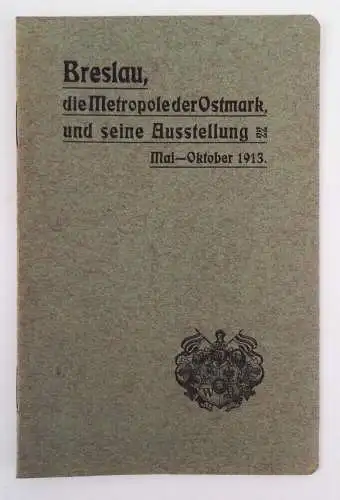 Breslau,
die Metropole der Ostmark,
und seine Ausstellung
Mai—Oktober 1913.